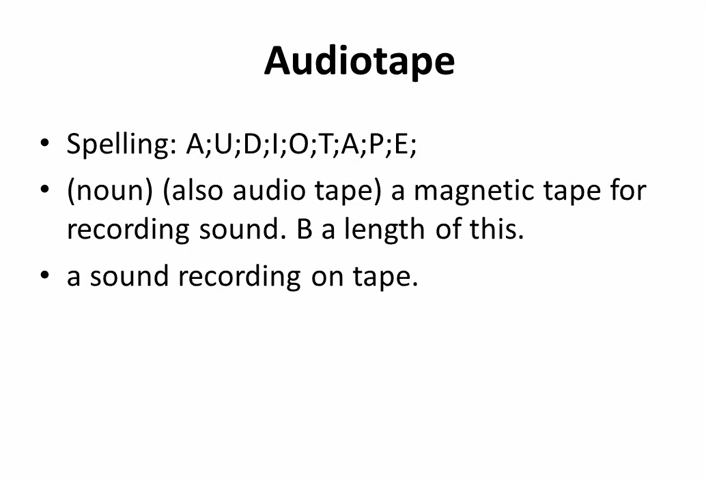 Audiotape
• Spelling: A;U;D;I;O;T;A;P;E;
• (noun) (also audio tape) a magnetic tape for
recording sound. B a length of this.
• a sound recording on tape.